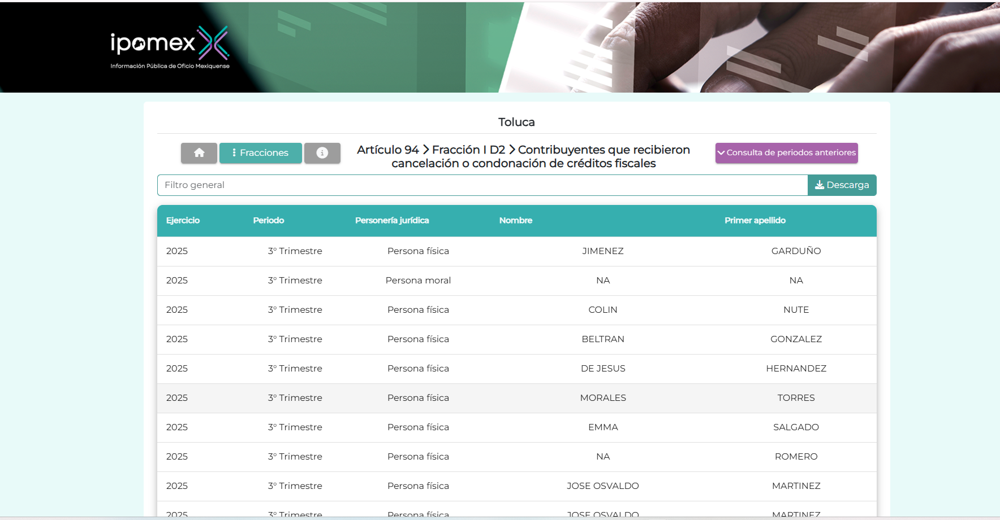 ipomex
Información Pública de Oficio Mexiquense
Toluca
Fracciones
Artículo 94 > Fracción I D2 > Contribuyentes que recibieron
cancelación o condonación de créditos fiscales
Consulta de periodos anteriores
Filtro general
Descarga
Ejercicio Periodo Personería jurídica Nombre Primer apellido
2025 3° Trimestre Persona física JIMENEZ GARDUÑO
2025 3° Trimestre Persona moral NA NA
2025 3° Trimestre Persona física COLIN NUTE
2025 3° Trimestre Persona física BELTRAN GONZALEZ
2025 3° Trimestre Persona física DE JESUS HERNANDEZ
2025 3° Trimestre Persona física MORALES TORRES
2025 3° Trimestre Persona física EMMA SALGADO
2025 3° Trimestre Persona física NA ROMERO
2025 3° Trimestre Persona física JOSE OSVALDO MARTINEZ
2025 3° Trimestre Persona física JOSE OSVALDO MARTINEZ